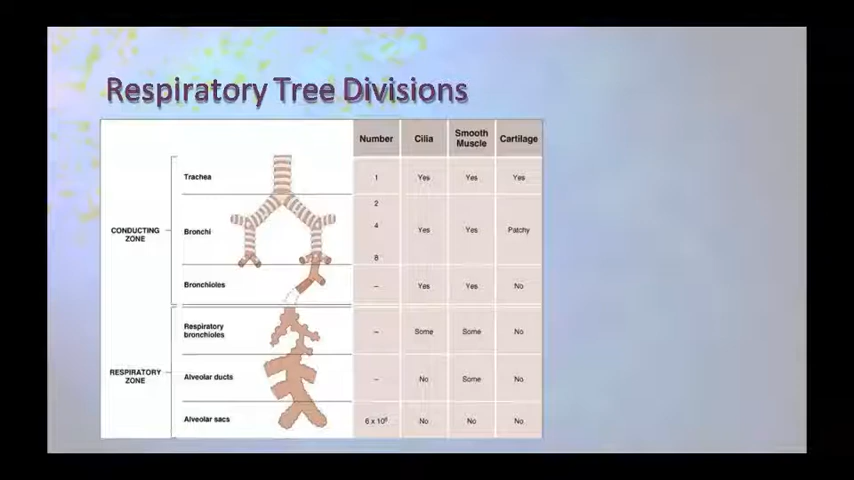 Respiratory Tree Divisions
Number Cilia Smooth Muscle Cartilage
CONDUCTING ZONE
Trachea 1 Yes Yes Yes
2
Bronchi 4 Yes Yes Patchy
8
Bronchioles – Yes Yes No
RESPIRATORY ZONE
Respiratory bronchioles – Some Some No
Alveolar ducts – No Some No
Alveolar sacs 6 x 10⁸ No No No